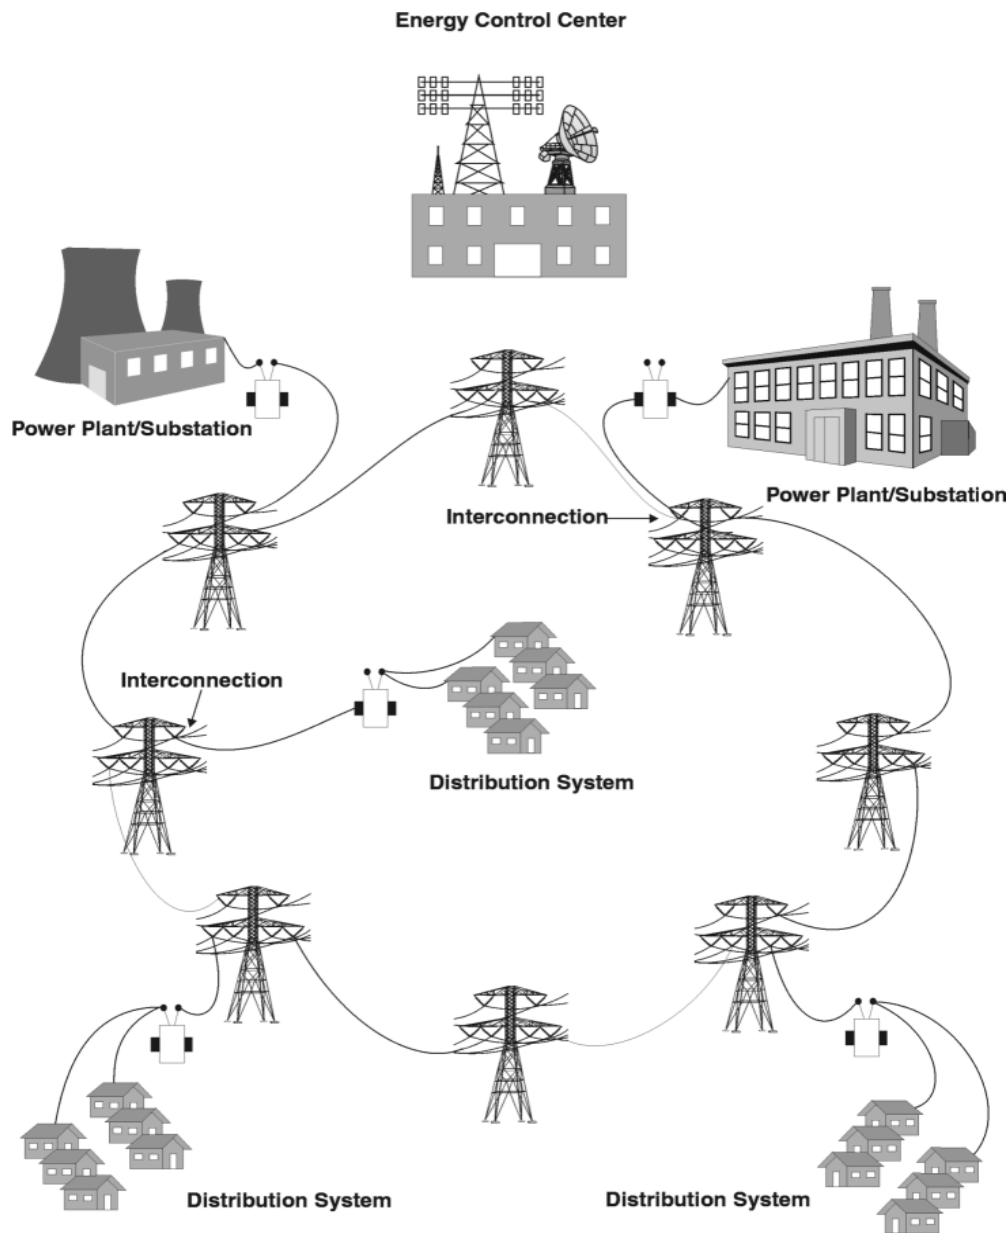 Energy Control Center
Power Plant/Substation
Power Plant/Substation
Interconnection
Interconnection
Distribution System
Distribution System
Distribution System